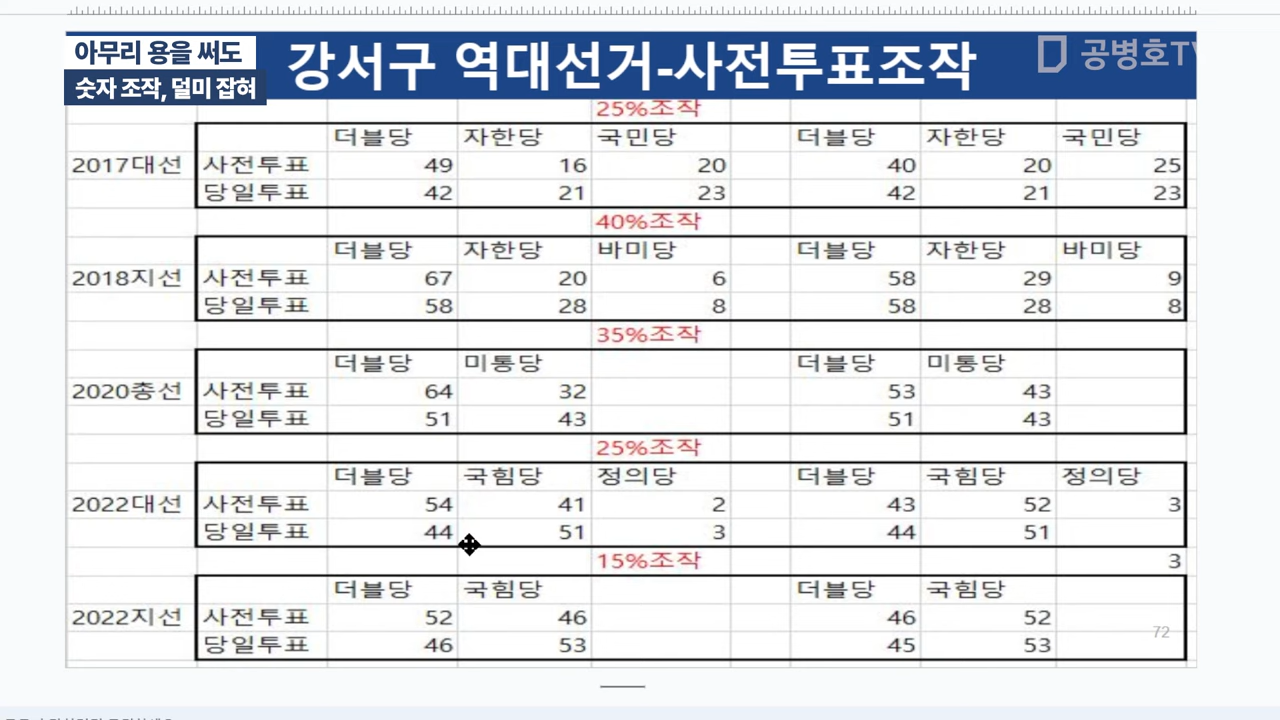 아무리 용을 써도
숫자 조작, 덜미 잡혀
강서구 역대선거-사전투표조작
공병호TV
25%조작
더블당 자한당 국민당 더블당 자한당 국민당
2017대선 사전투표 49 16 20 40 20 25
당일투표 42 21 23 42 21 23
40%조작
더블당 자한당 바미당 더블당 자한당 바미당
2018지선 사전투표 67 20 6 58 29 9
당일투표 58 28 8 58 28 8
35%조작
더블당 미통당 더블당 미통당
2020총선 사전투표 64 32 53 43
당일투표 51 43 51 43
25%조작
더블당 국힘당 정의당 더블당 국힘당 정의당
2022대선 사전투표 54 41 2 43 52 3
당일투표 44 51 3 44 51
15%조작 3
더블당 국힘당 더블당 국힘당
2022지선 사전투표 52 46 46 52
72
당일투표 46 53 45 53